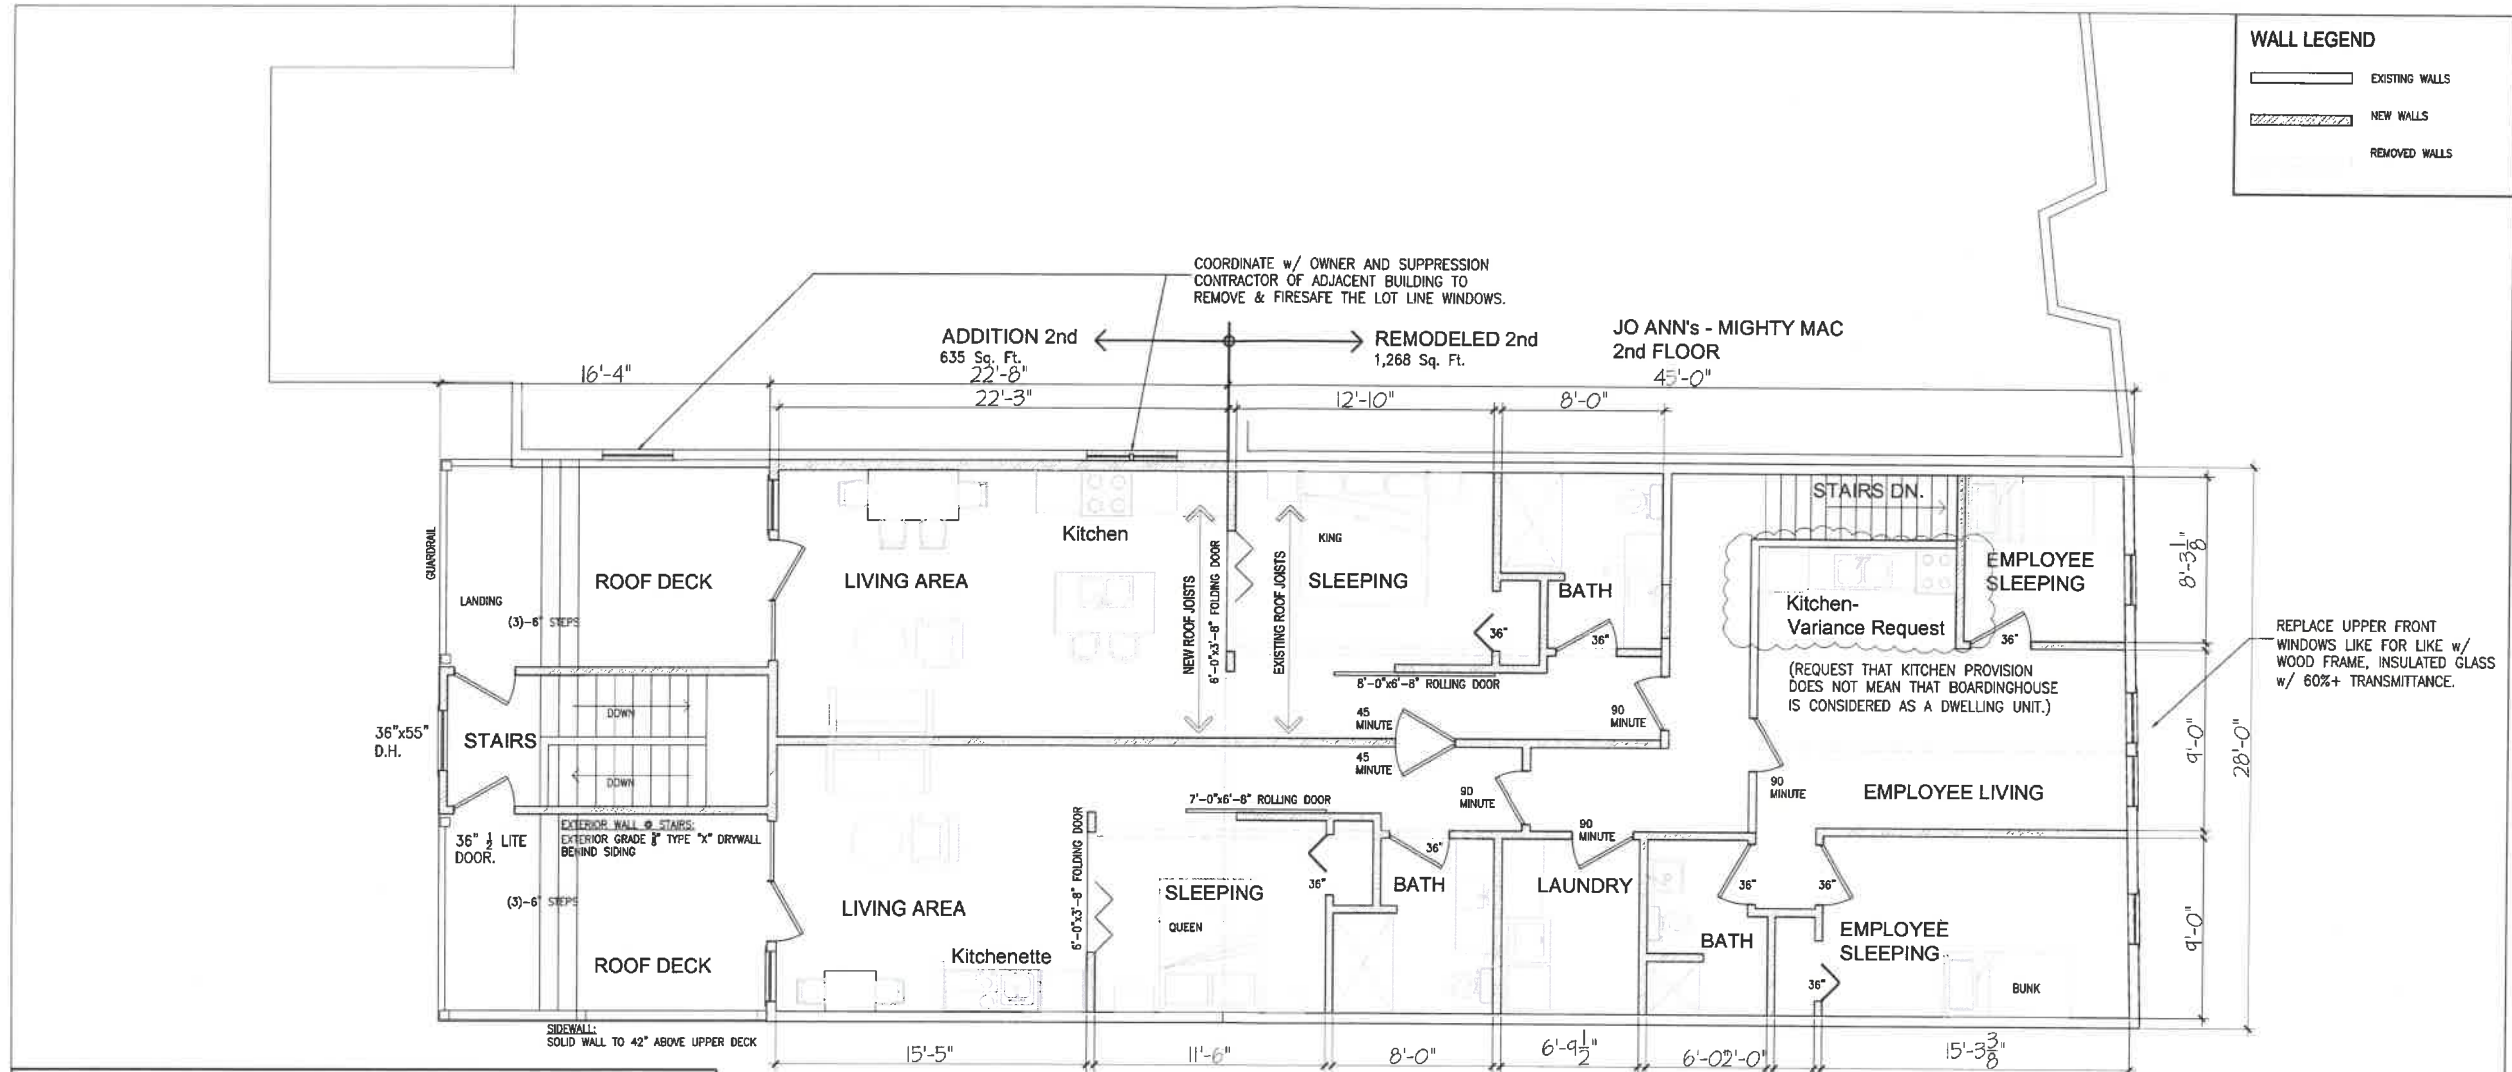 WALL LEGEND
EXISTING WALLS
NEW WALLS
REMOVED WALLS
COORDINATE w/ OWNER AND SUPPRESSION
CONTRACTOR OF ADJACENT BUILDING TO
REMOVE & FIRESAFE THE LOT LINE WINDOWS.
ADDITION 2nd
635 Sq. Ft.
REMODELED 2nd
1,268 Sq. Ft.
JO ANN's - MIGHTY MAC
2nd FLOOR
16'-4"
22'-8"
45'-0"
22'-3"
12'-10"
8'-0"
GUARDRAIL
LANDING
(3)-6" STEPS
ROOF DECK
LIVING AREA
Kitchen
NEW ROOF JOISTS
6'-0"x3'-8" FOLDING DOOR
EXISTING ROOF JOISTS
KING
SLEEPING
36"
BATH
36"
8'-0"x6'-8" ROLLING DOOR
STAIRS DN.
Kitchen-
Variance Request
(REQUEST THAT KITCHEN PROVISION
DOES NOT MEAN THAT BOARDINGHOUSE
IS CONSIDERED AS A DWELLING UNIT.)
EMPLOYEE
SLEEPING
36"
8'-3 1/8"
9'-0"
28'-0"
9'-0"
REPLACE UPPER FRONT
WINDOWS LIKE FOR LIKE w/
WOOD FRAME, INSULATED GLASS
w/ 60%+ TRANSMITTANCE.
36"x55"
D.H.
STAIRS
DOWN
DOWN
45
MINUTE
45
MINUTE
90
MINUTE
90
MINUTE
90
MINUTE
90
MINUTE
EMPLOYEE LIVING
36" 1/2 LITE
DOOR.
EXTERIOR WALL @ STAIRS:
EXTERIOR GRADE 5/8" TYPE "X" DRYWALL
BEHIND SIDING
(3)-6" STEPS
ROOF DECK
LIVING AREA
Kitchenette
6'-0"x3'-8" FOLDING DOOR
7'-0"x6'-8" ROLLING DOOR
SLEEPING
QUEEN
36"
36"
BATH
LAUNDRY
36"
36"
BATH
EMPLOYEE
SLEEPING
36"
BUNK
SIDEWALL:
SOLID WALL TO 42" ABOVE UPPER DECK
15'-5"
11'-6"
8'-0"
6'-9 1/2"
6'-0"
2'-0"
15'-3 3/8"